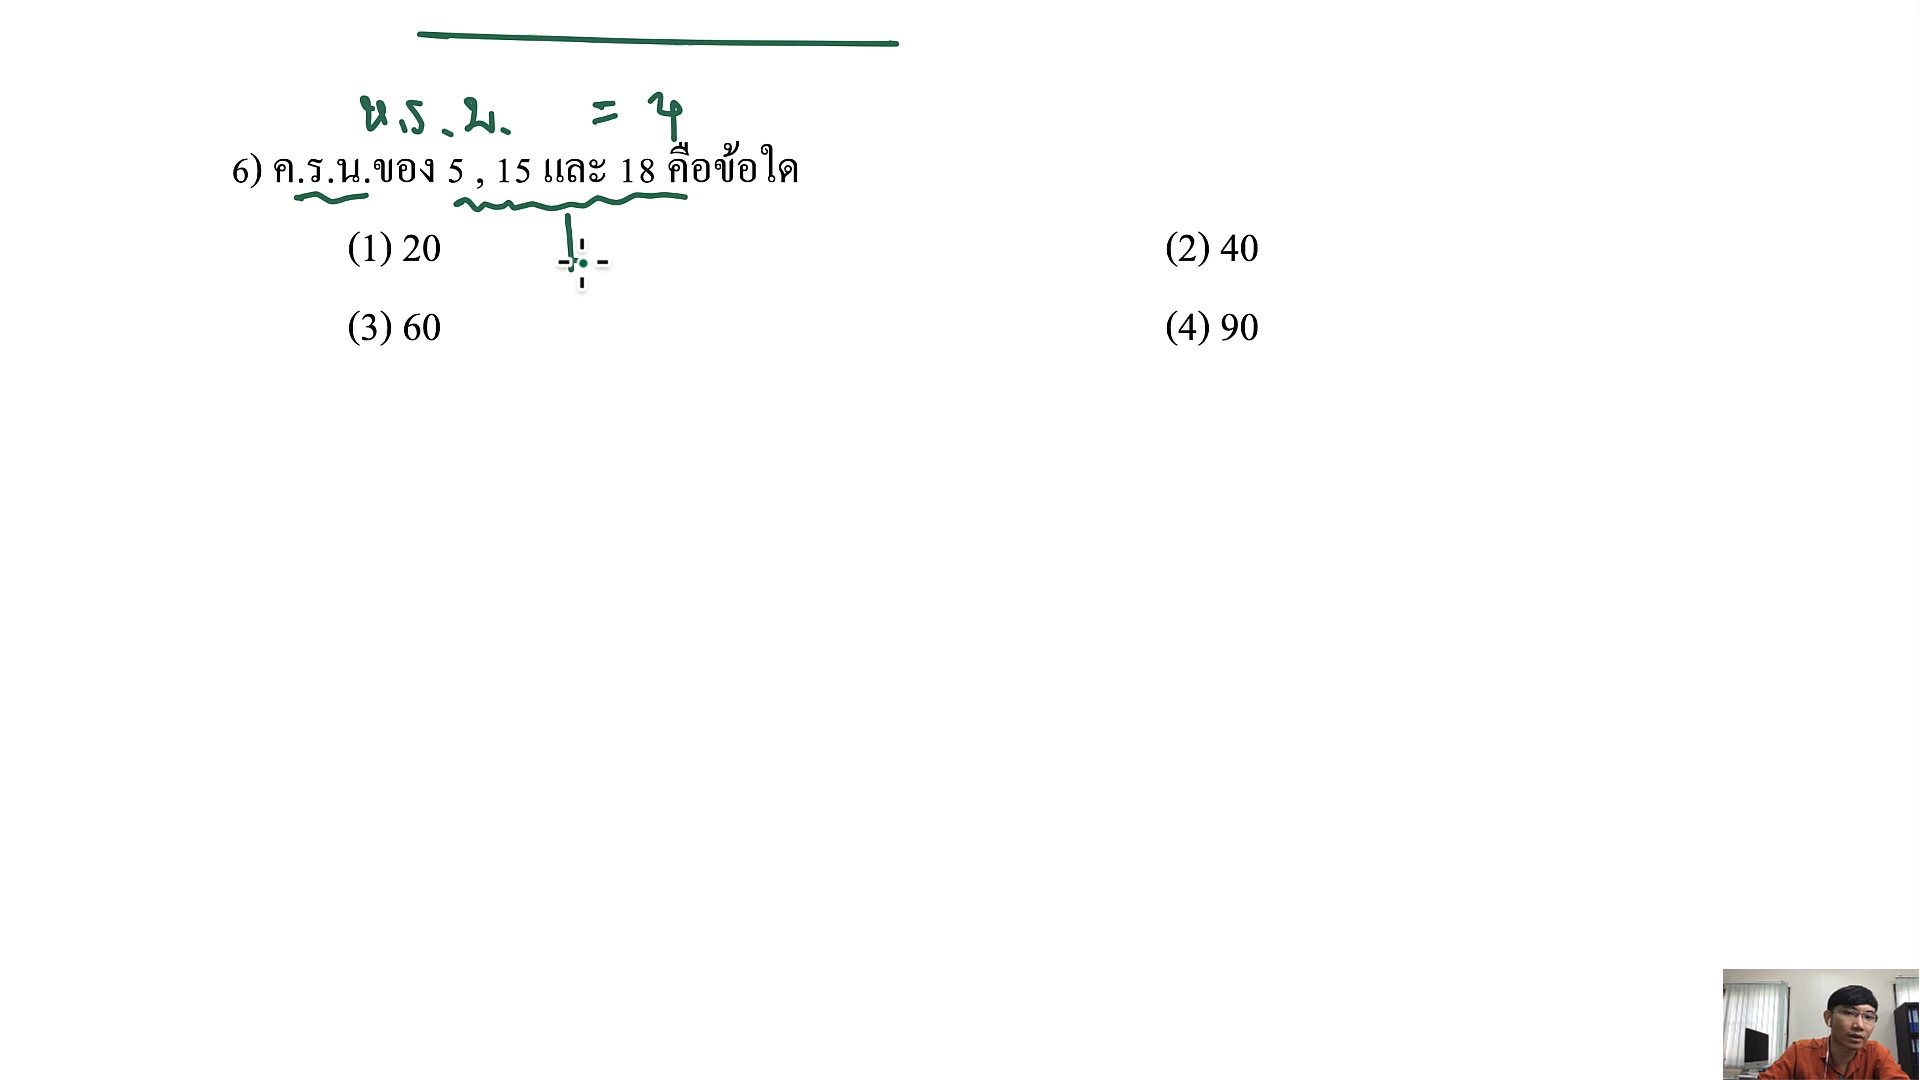 ห.ร.ม. = 4
6) ค.ร.น.ของ 5 , 15 และ 18 คือข้อใด
(1) 20 (2) 40
(3) 60 (4) 90